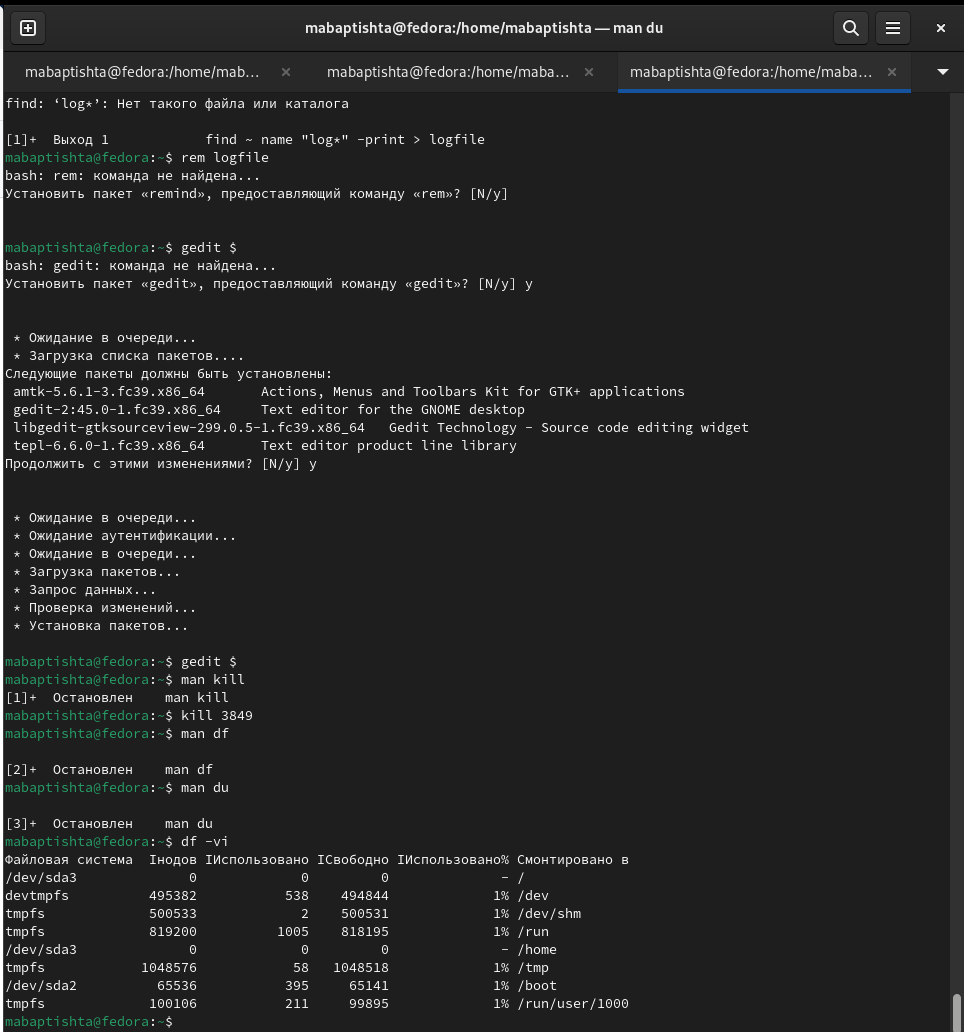 mabaptishta@fedora:/home/mabaptishta — man du
mabaptishta@fedora:/home/mab...
mabaptishta@fedora:/home/maba...
mabaptishta@fedora:/home/maba...
find: ‘log*’: Нет такого файла или каталога
[1]+  Выход 1            find ~ name "log*" -print > logfile
mabaptishta@fedora:~$ rem logfile
bash: rem: команда не найдена...
Установить пакет «remind», предоставляющий команду «rem»? [N/y]
mabaptishta@fedora:~$ gedit $
bash: gedit: команда не найдена...
Установить пакет «gedit», предоставляющий команду «gedit»? [N/y] y
 * Ожидание в очереди...
 * Загрузка списка пакетов....
Следующие пакеты должны быть установлены:
 amtk-5.6.1-3.fc39.x86_64       Actions, Menus and Toolbars Kit for GTK+ applications
 gedit-2:45.0-1.fc39.x86_64     Text editor for the GNOME desktop
 libgedit-gtksourceview-299.0.5-1.fc39.x86_64   Gedit Technology - Source code editing widget
 tepl-6.6.0-1.fc39.x86_64       Text editor product line library
Продолжить с этими изменениями? [N/y] y
 * Ожидание в очереди...
 * Ожидание аутентификации...
 * Ожидание в очереди...
 * Загрузка пакетов...
 * Запрос данных...
 * Проверка изменений...
 * Установка пакетов...
mabaptishta@fedora:~$ gedit $
mabaptishta@fedora:~$ man kill
[1]+  Остановлен    man kill
mabaptishta@fedora:~$ kill 3849
mabaptishta@fedora:~$ man df
[2]+  Остановлен    man df
mabaptishta@fedora:~$ man du
[3]+  Остановлен    man du
mabaptishta@fedora:~$ df -vi
Файловая система  Iнодов IИспользовано IСвободно IИспользовано% Смонтировано в
/dev/sda3              0             0         0              - /
devtmpfs          495382           538    494844             1% /dev
tmpfs             500533             2    500531             1% /dev/shm
tmpfs             819200          1005    818195             1% /run
/dev/sda3              0             0         0              - /home
tmpfs            1048576            58   1048518             1% /tmp
/dev/sda2          65536           395     65141             1% /boot
tmpfs             100106           211     99895             1% /run/user/1000
mabaptishta@fedora:~$